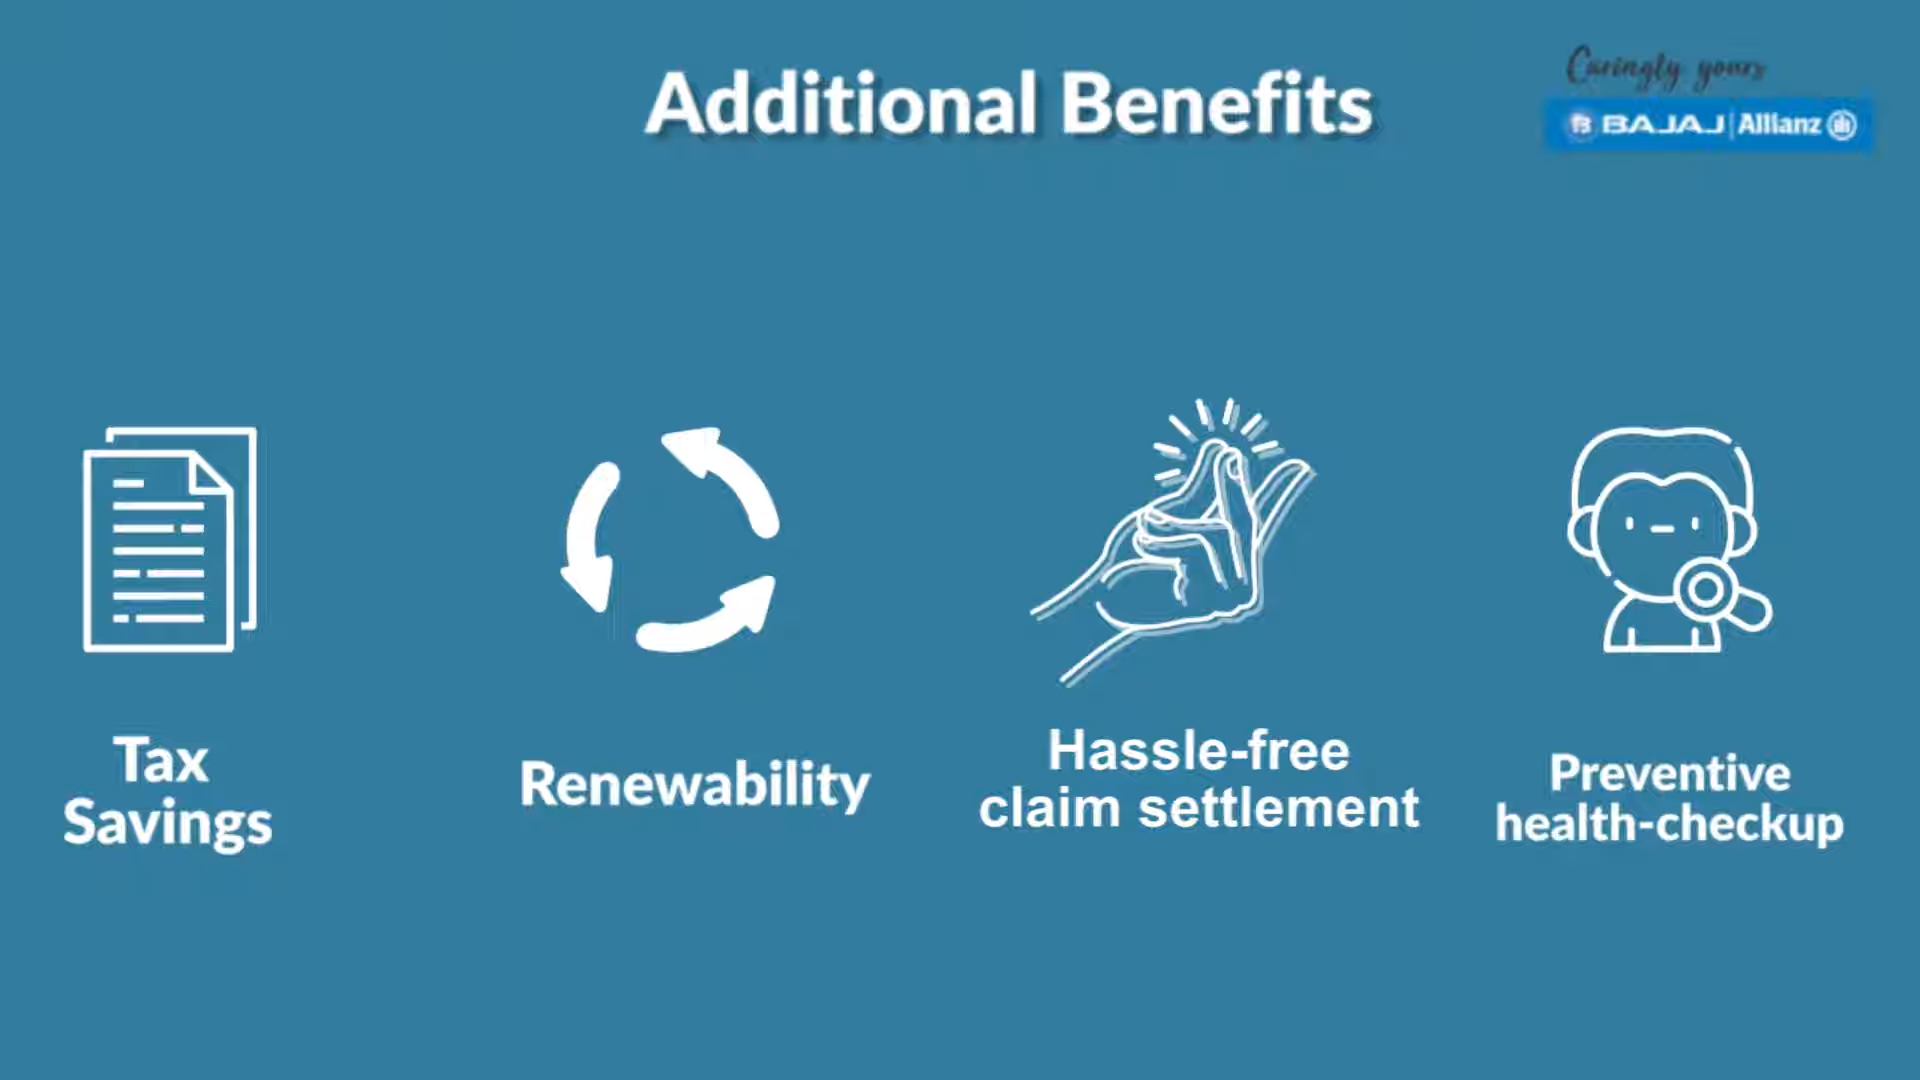 Additional Benefits
Caringly yours
BAJAJ Allianz
Tax
Savings
Renewability
Hassle-free
claim settlement
Preventive
health-checkup